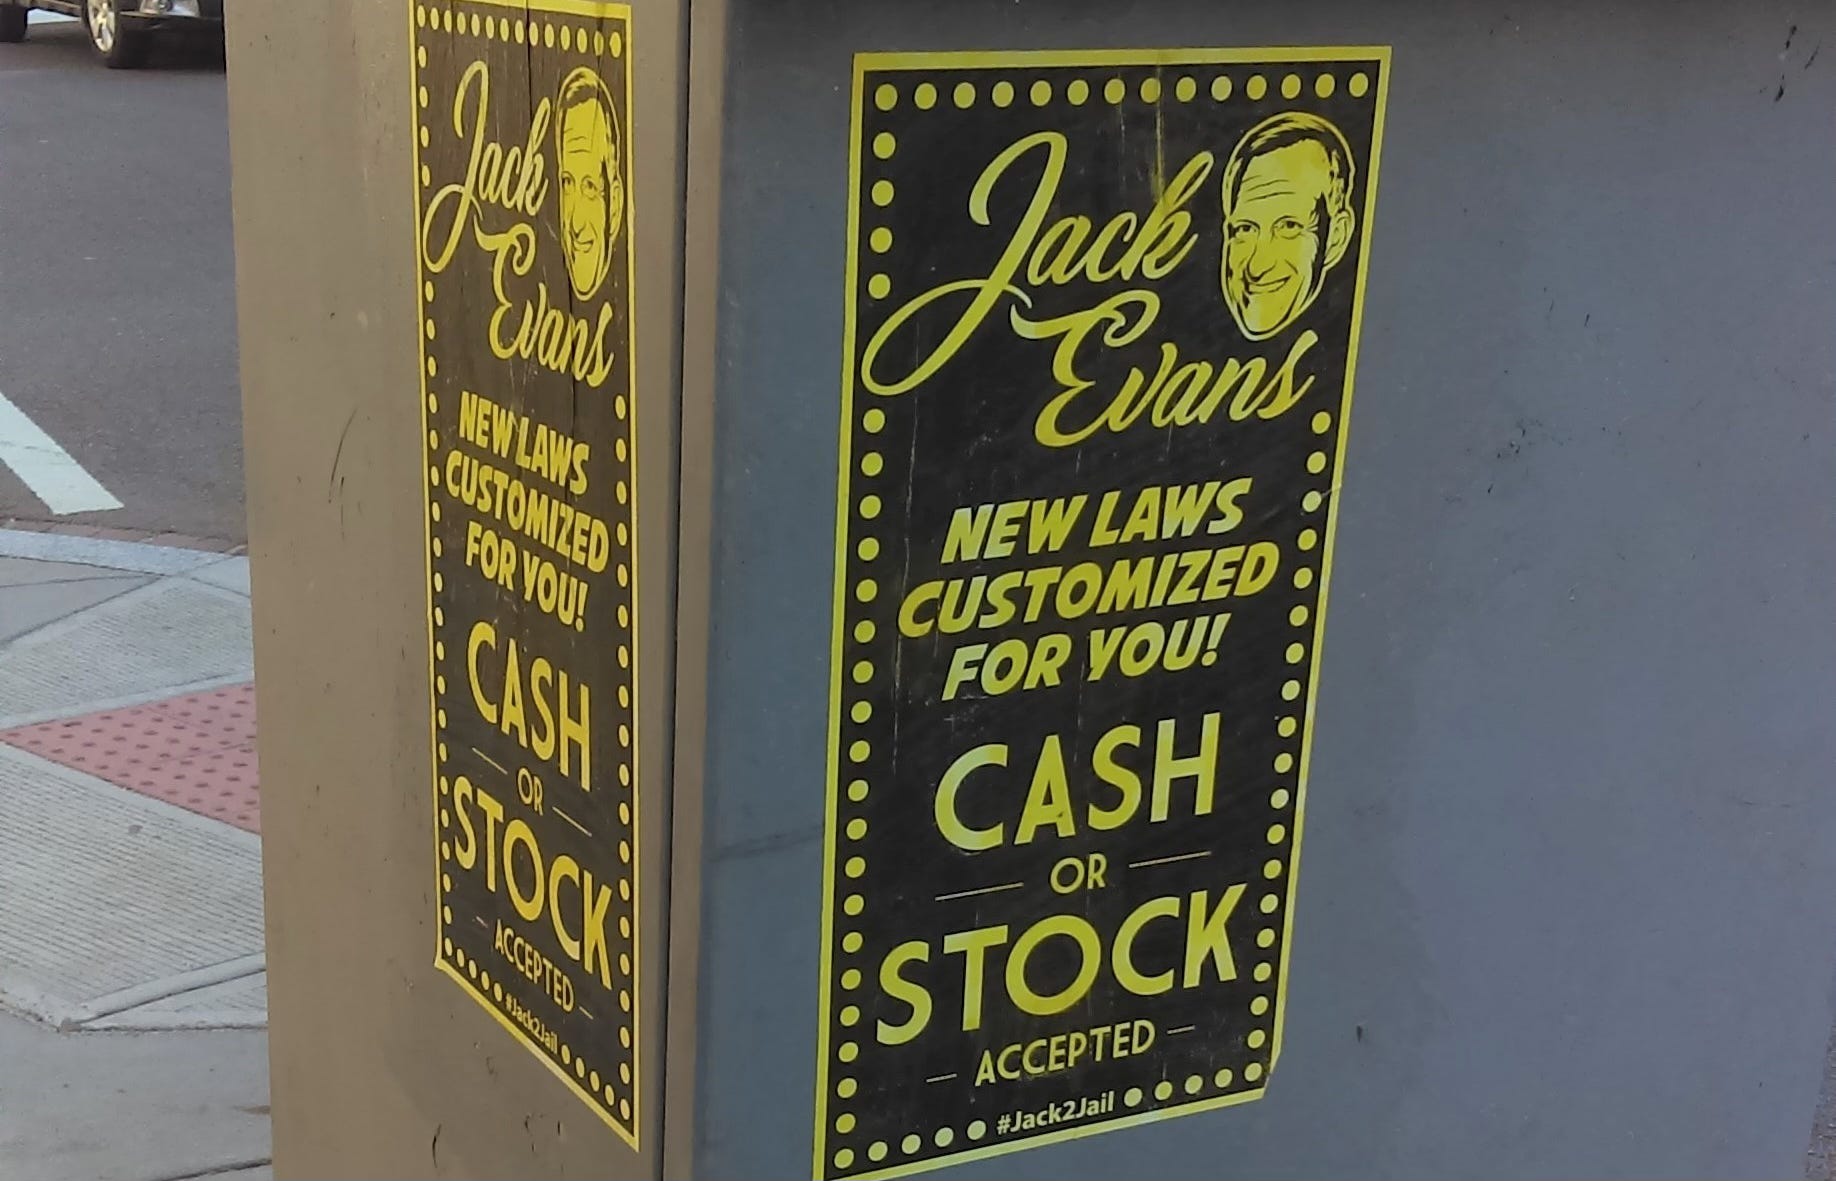 Jack
Evans
NEW LAWS
CUSTOMIZED
FOR YOU!
CASH
OR
STOCK
ACCEPTED
#Jack2Jail
Jack
Evans
NEW LAWS
CUSTOMIZED
FOR YOU!
CASH
OR
STOCK
ACCEPTED
#Jack2Jail